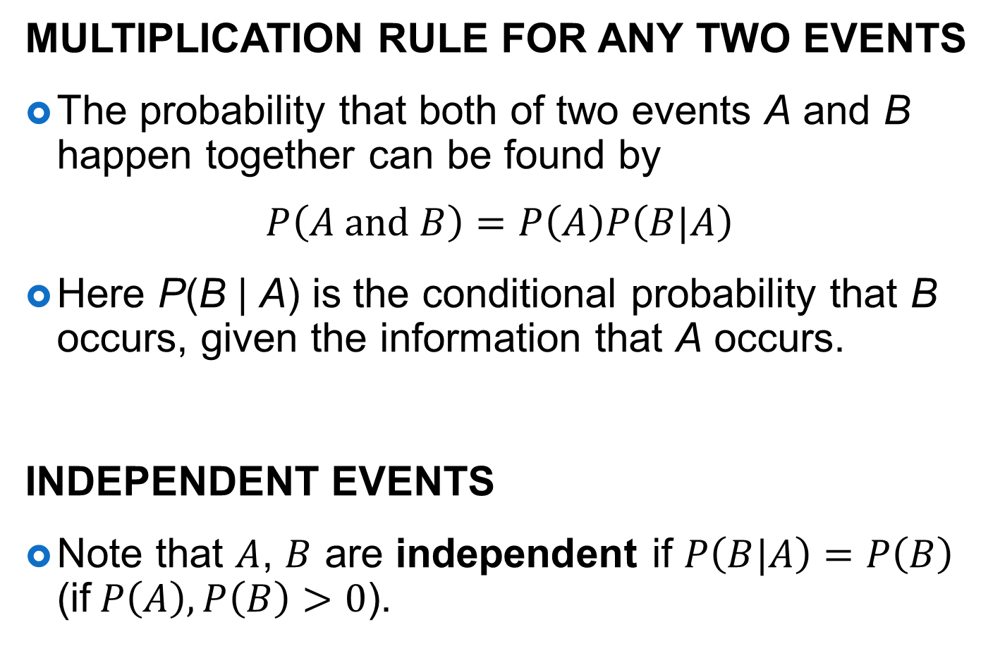 MULTIPLICATION RULE FOR ANY TWO EVENTS
The probability that both of two events A and B
happen together can be found by
P(A and B) = P(A)P(B|A)
Here P(B | A) is the conditional probability that B
occurs, given the information that A occurs.
INDEPENDENT EVENTS
Note that A, B are independent if P(B|A) = P(B)
(if P(A), P(B) > 0).